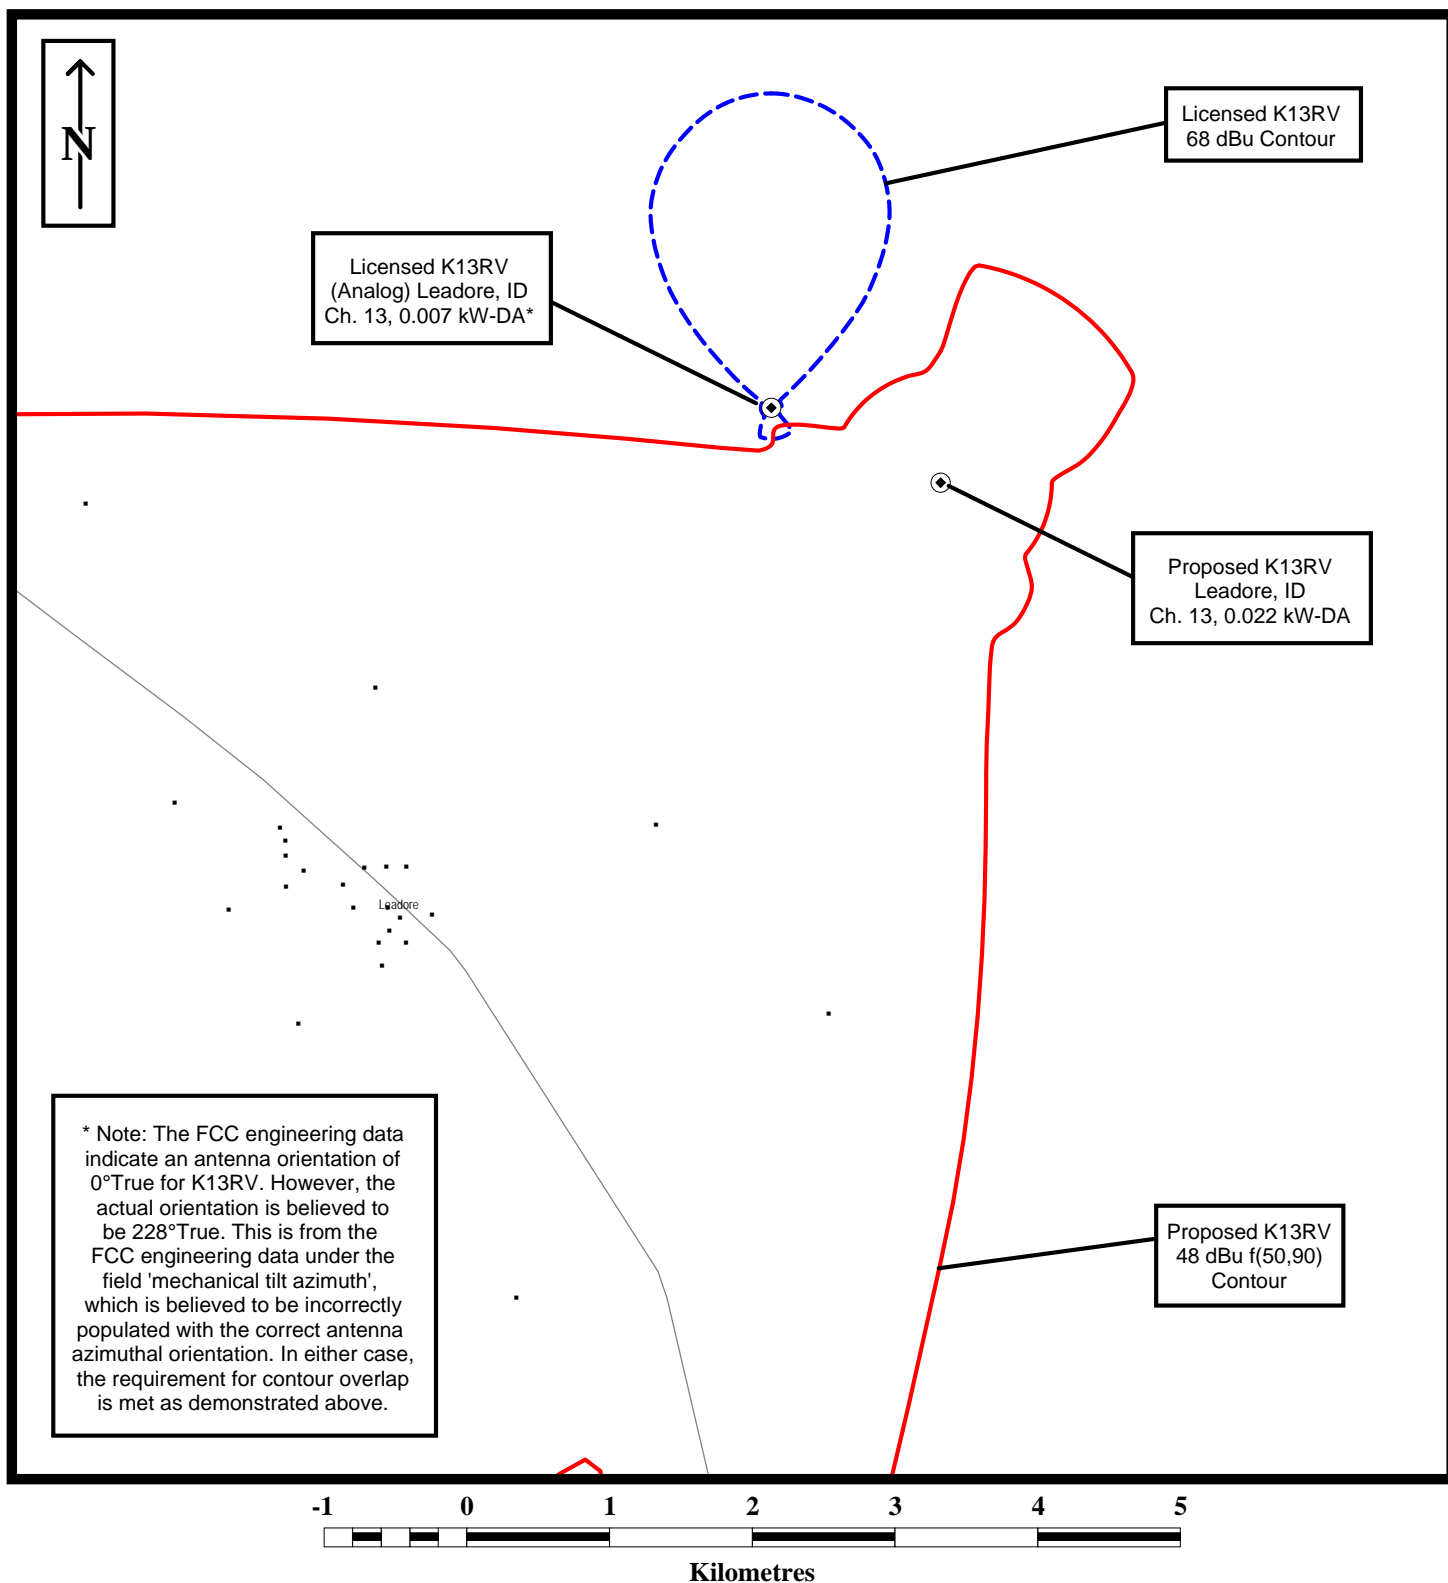 N
Licensed K13RV
68 dBu Contour
Licensed K13RV
(Analog) Leadore, ID
Ch. 13, 0.007 kW-DA*
Proposed K13RV
Leadore, ID
Ch. 13, 0.022 kW-DA
Leadore
* Note: The FCC engineering data
indicate an antenna orientation of
0°True for K13RV. However, the
actual orientation is believed to
be 228°True. This is from the
FCC engineering data under the
field 'mechanical tilt azimuth',
which is believed to be incorrectly
populated with the correct antenna
azimuthal orientation. In either case,
the requirement for contour overlap
is met as demonstrated above.
Proposed K13RV
48 dBu f(50,90)
Contour
-1 0 1 2 3 4 5
Kilometres